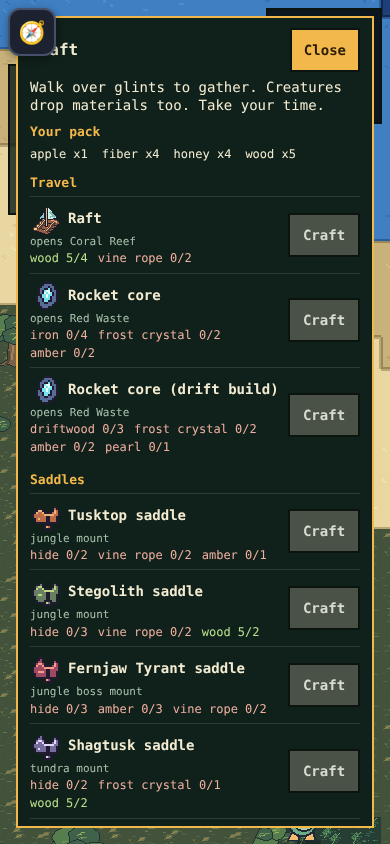 aft
Close
Walk over glints to gather. Creatures
drop materials too. Take your time.
Your pack
apple x1 fiber x4 honey x4 wood x5
Travel
Raft
opens Coral Reef
wood 5/4 vine rope 0/2
Craft
Rocket core
opens Red Waste
iron 0/4 frost crystal 0/2
amber 0/2
Craft
Rocket core (drift build)
opens Red Waste
driftwood 0/3 frost crystal 0/2
amber 0/2 pearl 0/1
Craft
Saddles
Tusktop saddle
jungle mount
hide 0/2 vine rope 0/2 amber 0/1
Craft
Stegolith saddle
jungle mount
hide 0/3 vine rope 0/2 wood 5/2
Craft
Fernjaw Tyrant saddle
jungle boss mount
hide 0/3 amber 0/3 vine rope 0/2
Craft
Shagtusk saddle
tundra mount
hide 0/2 frost crystal 0/1
wood 5/2
Craft